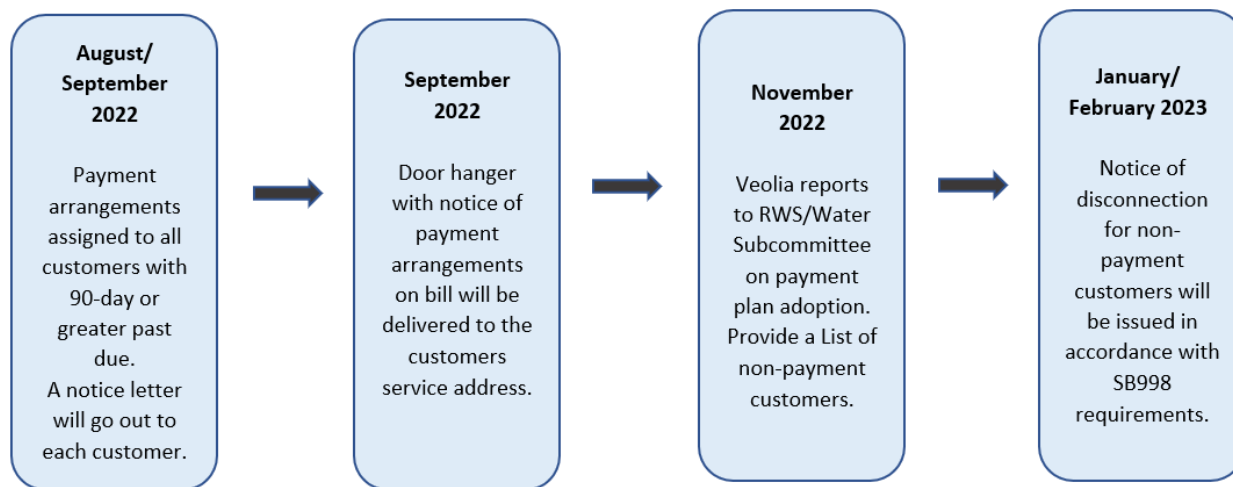 August/
September
2022
Payment
arrangements
assigned to all
customers with
90-day or
greater past
due.
A notice letter
will go out to
each customer.
September
2022
Door hanger
with notice of
payment
arrangements
on bill will be
delivered to the
customers
service address.
November
2022
Veolia reports
to RWS/Water
Subcommittee
on payment
plan adoption.
Provide a List of
non-payment
customers.
January/
February 2023
Notice of
disconnection
for non-
payment
customers will
be issued in
accordance with
SB998
requirements.